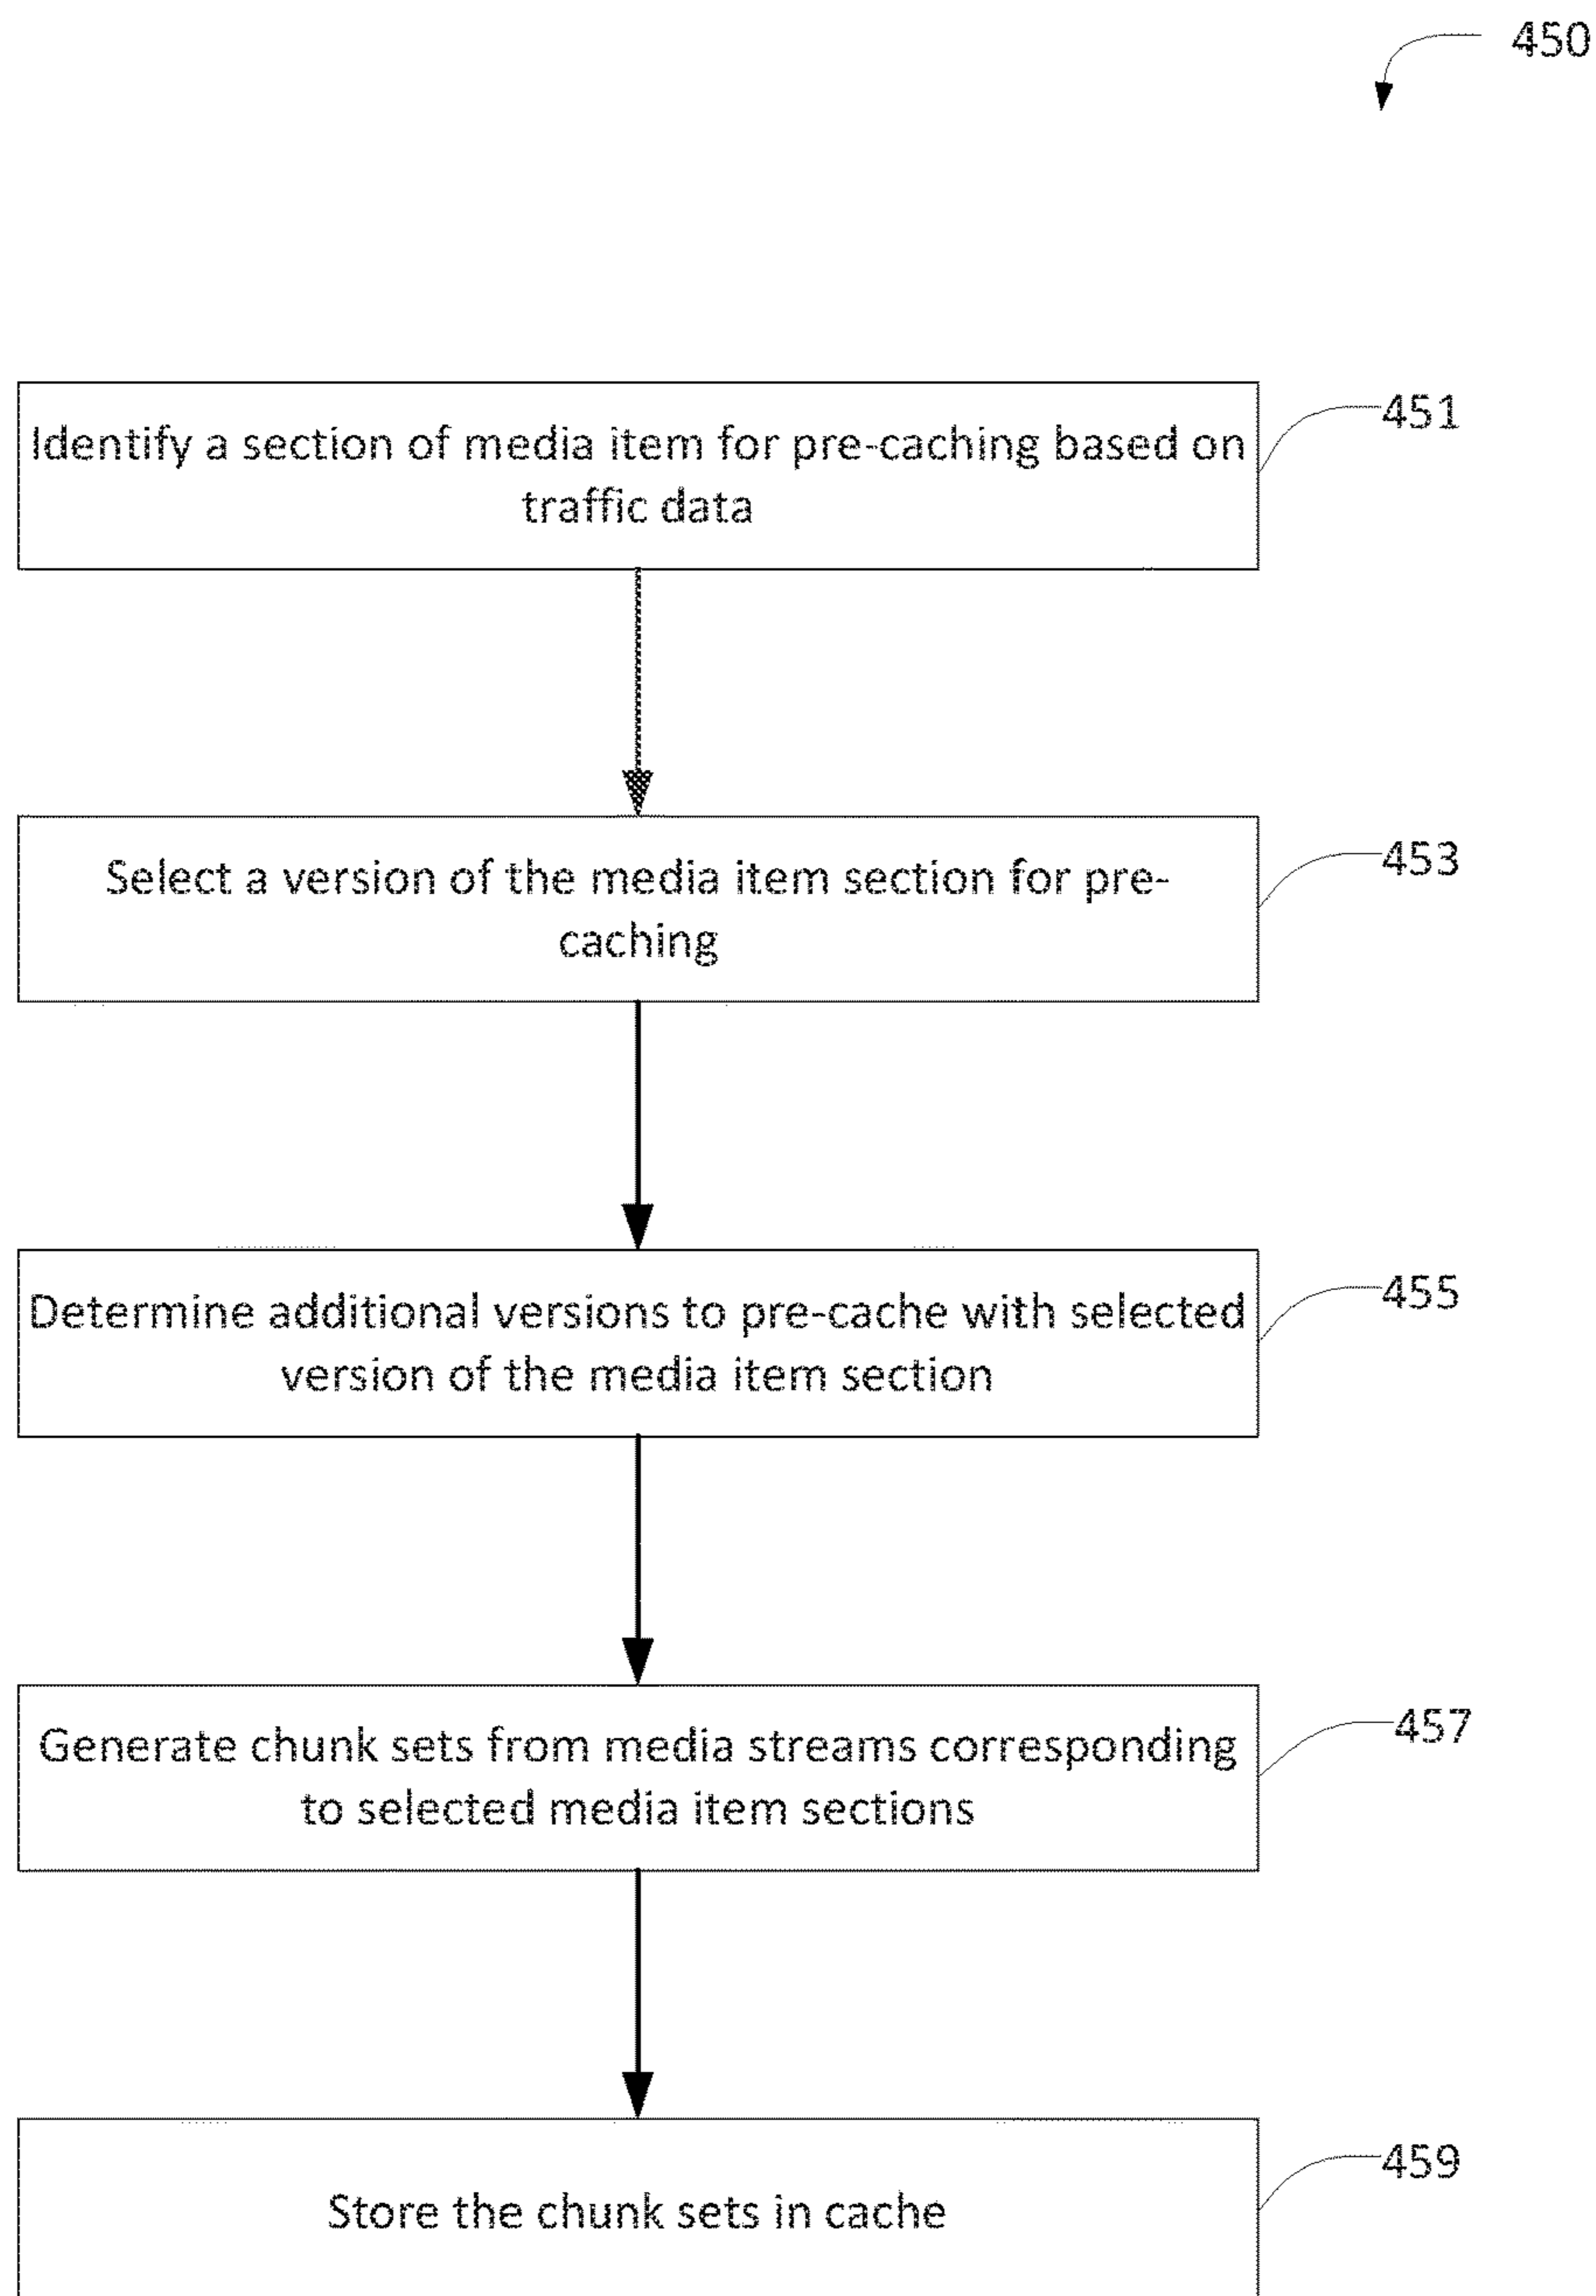 450
Identify a section of media item for pre-caching based on
traffic data
451
Select a version of the media item section for pre-
caching
453
Determine additional versions to pre-cache with selected
version of the media item section
455
Generate chunk sets from media streams corresponding
to selected media item sections
457
Store the chunk sets in cache
459